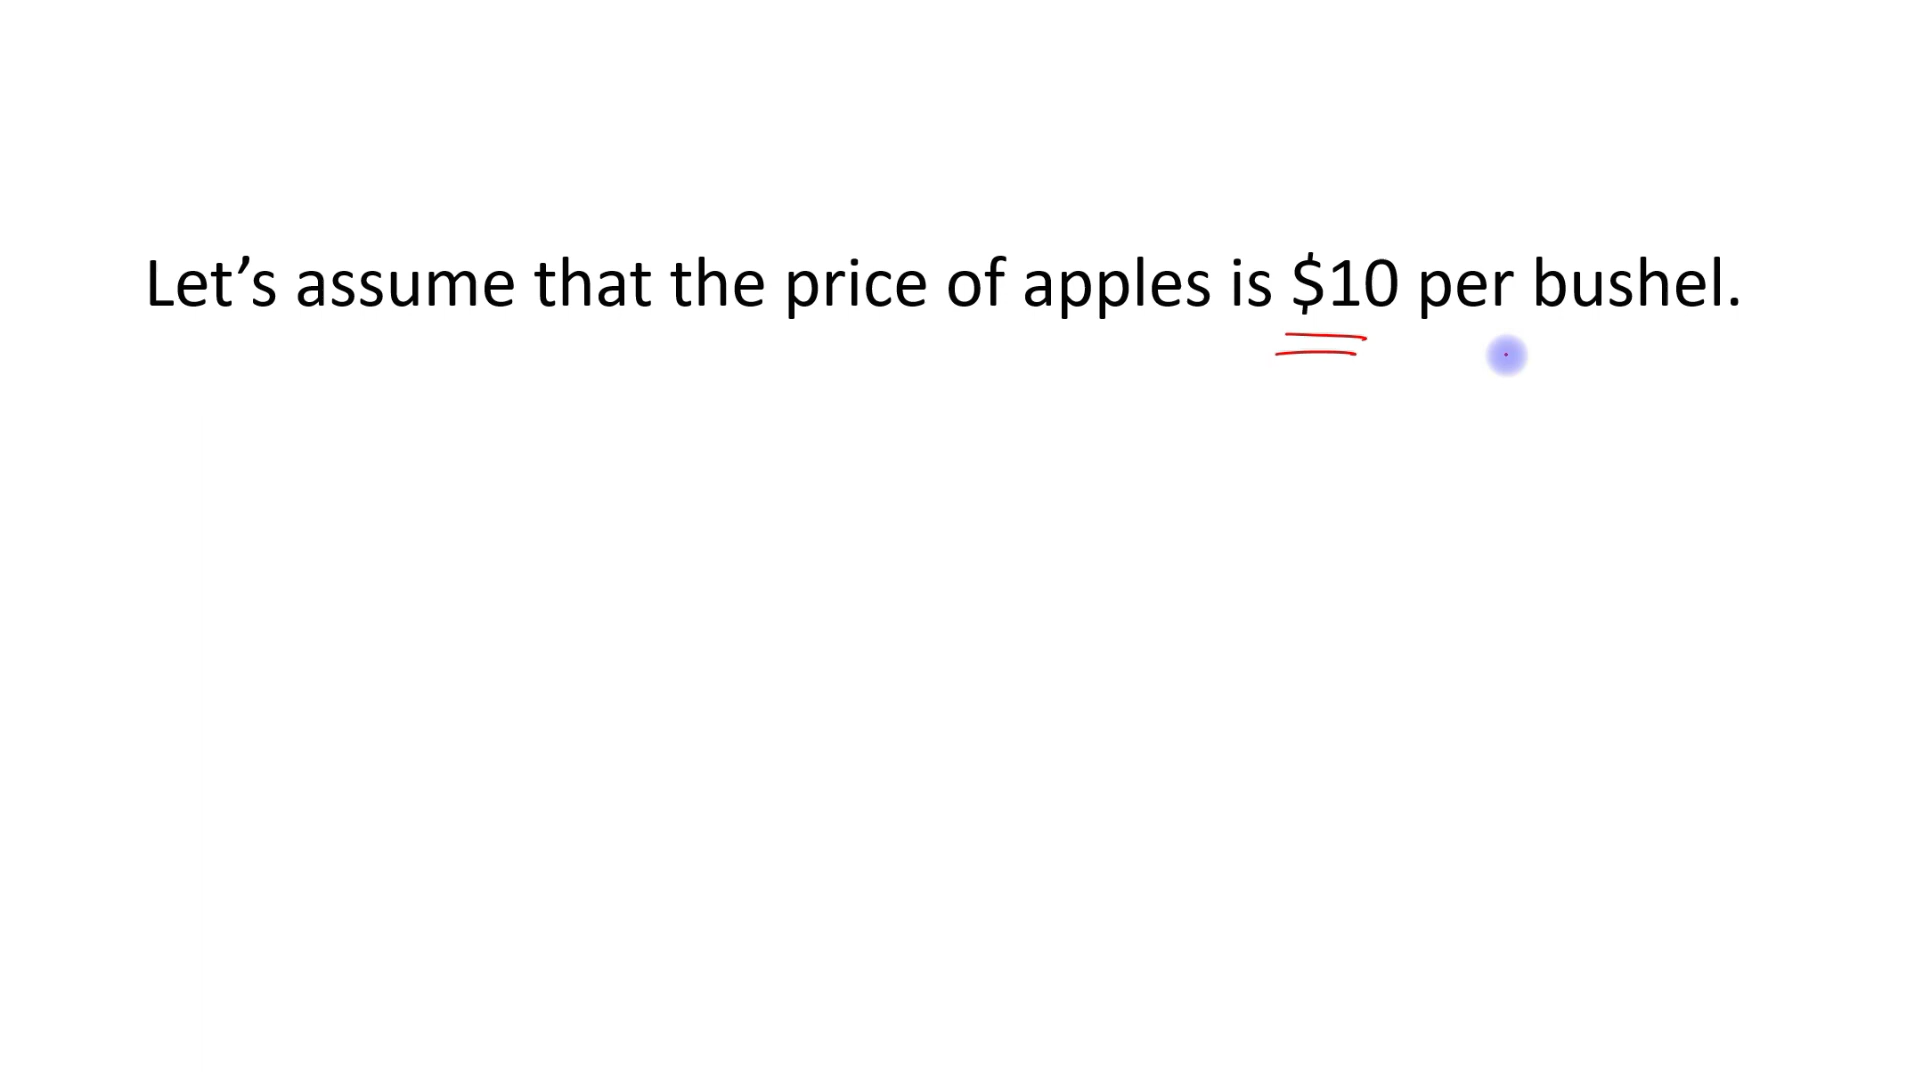 Let’s assume that the price of apples is $10 per bushel.